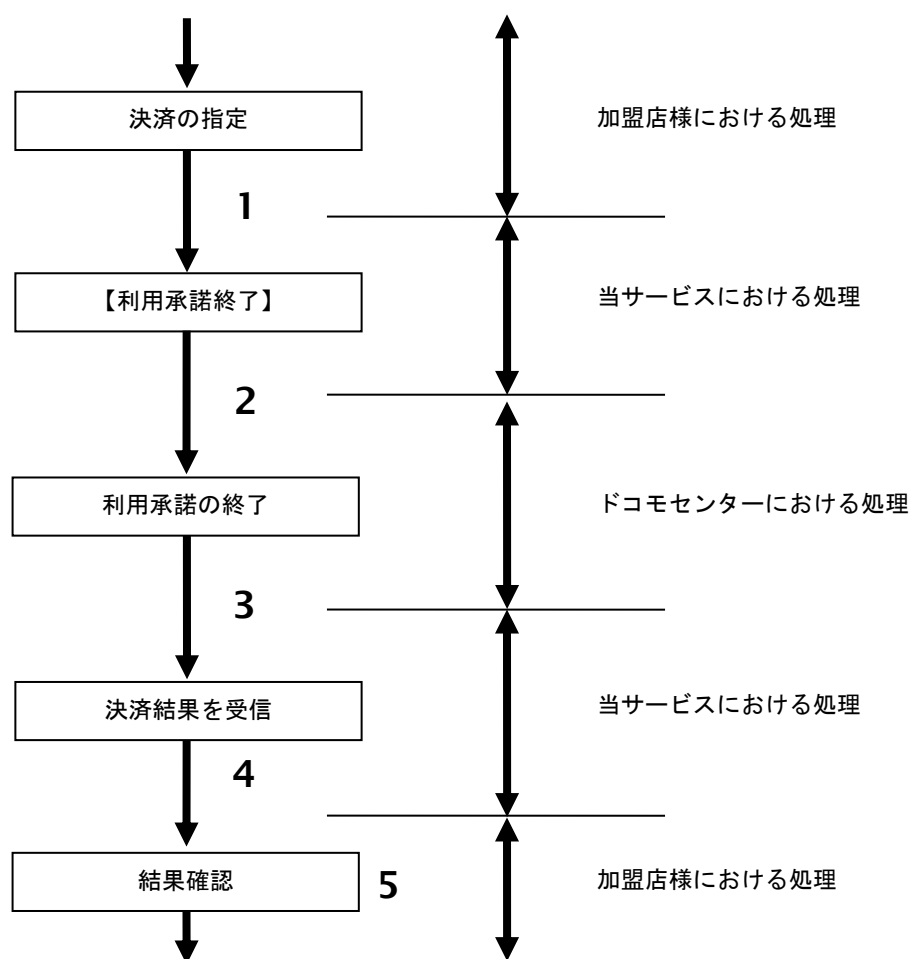 決済の指定
加盟店様における処理
1
【利用承諾終了】
当サービスにおける処理
2
利用承諾の終了
ドコモセンターにおける処理
3
決済結果を受信
当サービスにおける処理
4
結果確認
5
加盟店様における処理